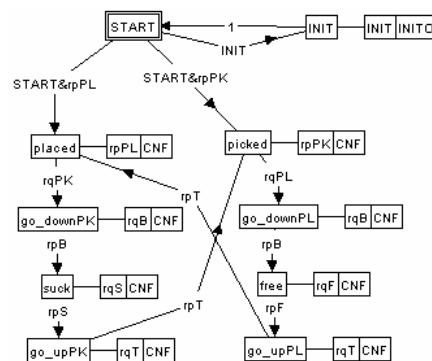 START
1
INIT
INIT
INIT INITO
START&rpPL
START&rpPK
placed
rpPL CNF
picked
rpPK CNF
rqPK
rpT
rqPL
go_downPK
rqB CNF
go_downPL
rqB CNF
rpB
rpB
suck
rqS CNF
free
rqF CNF
rpS
rpT
rpF
go_upPK
rqT CNF
go_upPL
rqT CNF